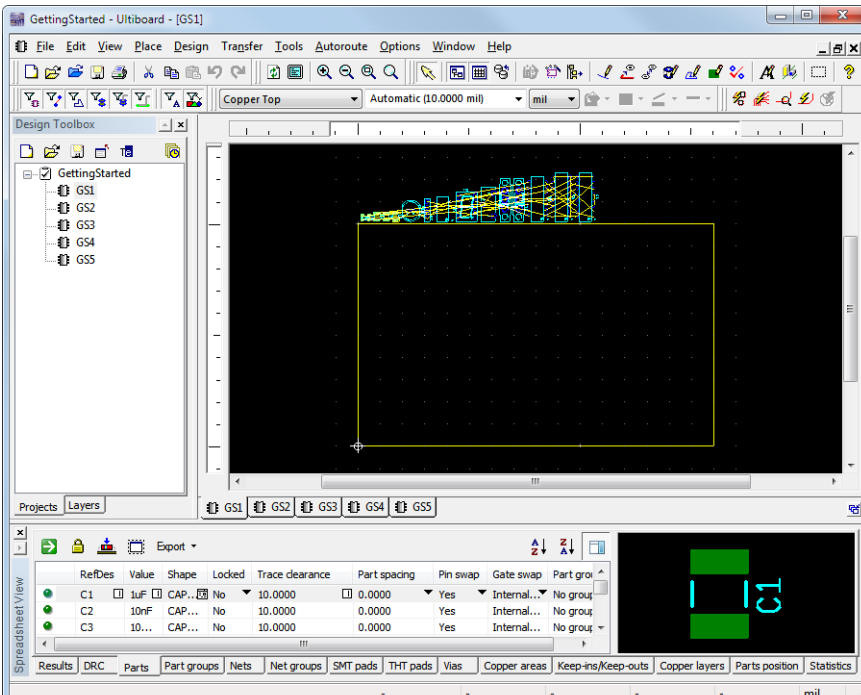 GettingStarted - Ultiboard - [GS1]
File Edit View Place Design Transfer Tools Autoroute Options Window Help
Copper Top Automatic (10.0000 mil) mil
Design Toolbox
GettingStarted
GS1
GS2
GS3
GS4
GS5
Projects Layers
GS1 GS2 GS3 GS4 GS5
Export
RefDes Value Shape Locked Trace clearance Part spacing Pin swap Gate swap Part grou
C1 1uF CAP... No 10.0000 0.0000 Yes Internal... No group
C2 10nF CAP... No 10.0000 0.0000 Yes Internal... No group
C3 10... CAP... No 10.0000 0.0000 Yes Internal... No group
C1
Spreadsheet View
Results DRC Parts Part groups Nets Net groups SMT pads THT pads Vias Copper areas Keep-ins/Keep-outs Copper layers Parts position Statistics
- - - - - mil